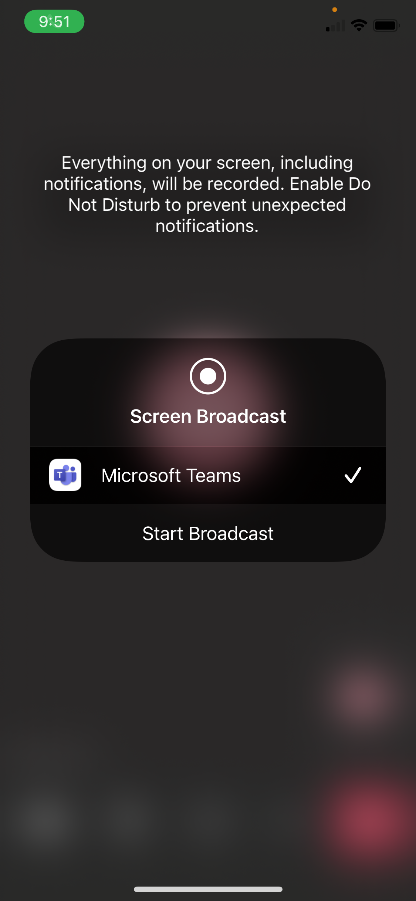 9:51
Everything on your screen, including
notifications, will be recorded. Enable Do
Not Disturb to prevent unexpected
notifications.
Screen Broadcast
Microsoft Teams
Start Broadcast